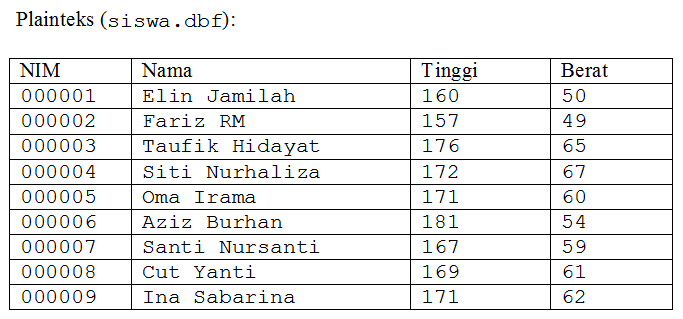 Plainteks (siswa.dbf):
NIM Nama Tinggi Berat
000001 Elin Jamilah 160 50
000002 Fariz RM 157 49
000003 Taufik Hidayat 176 65
000004 Siti Nurhaliza 172 67
000005 Oma Irama 171 60
000006 Aziz Burhan 181 54
000007 Santi Nursanti 167 59
000008 Cut Yanti 169 61
000009 Ina Sabarina 171 62